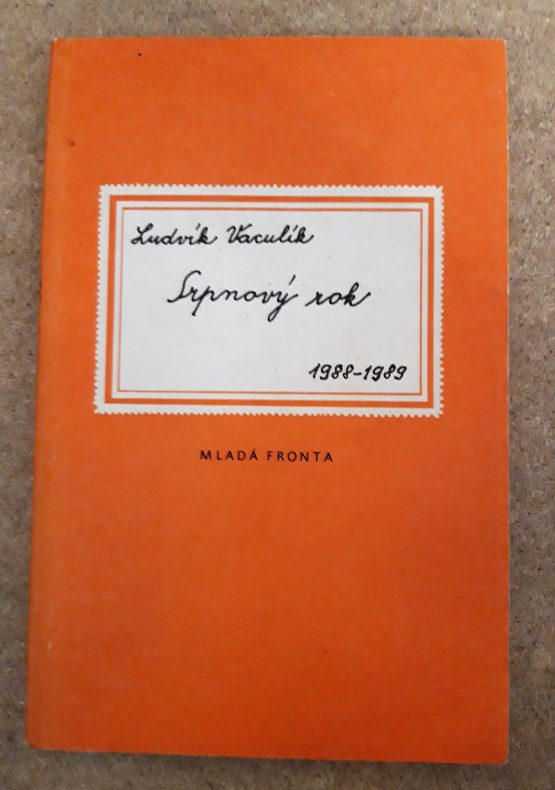 Ludvík Vaculík
Srpnový rok
1988-1989
MLADÁ FRONTA